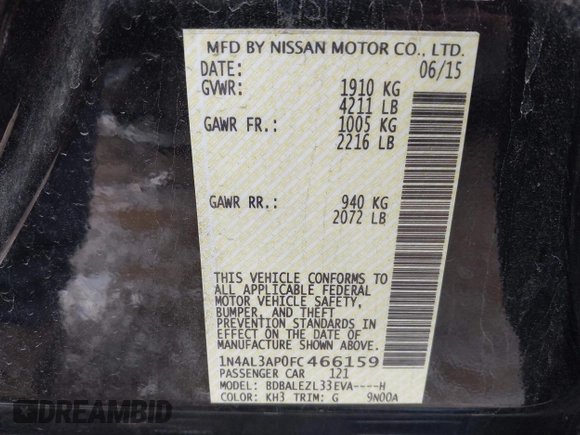 MFD BY NISSAN MOTOR CO., LTD.
DATE: 06/15
GVWR: 1910 KG
4211 LB
GAWR FR.: 1005 KG
2216 LB
GAWR RR.: 940 KG
2072 LB
THIS VEHICLE CONFORMS TO
ALL APPLICABLE FEDERAL
MOTOR VEHICLE SAFETY,
BUMPER, AND THEFT
PREVENTION STANDARDS IN
EFFECT ON THE DATE OF
MANUFACTURE SHOWN ABOVE.
1N4AL3AP0FC466159
PASSENGER CAR 121
MODEL: BDBALEZL33EVA----H
COLOR: KH3 TRIM: G 9N00A
CERTIFIED BY
EASYAUTOBID